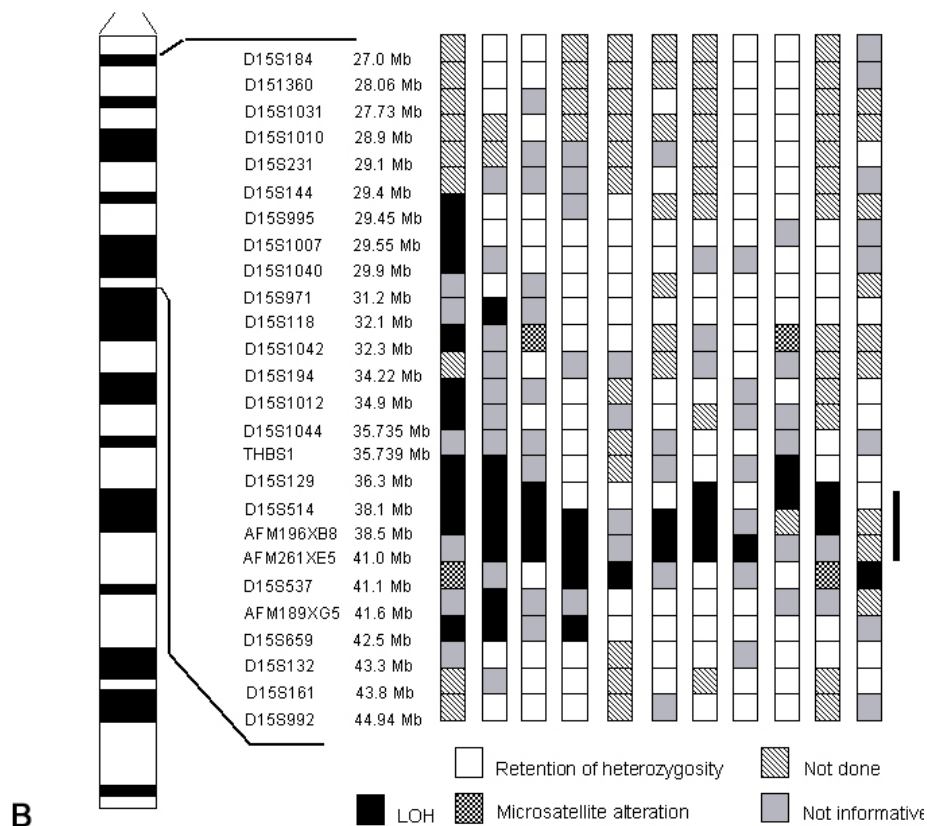 D15S184 27.0 Mb
D151360 28.06 Mb
D15S1031 27.73 Mb
D15S1010 28.9 Mb
D15S231 29.1 Mb
D15S144 29.4 Mb
D15S995 29.45 Mb
D15S1007 29.55 Mb
D15S1040 29.9 Mb
D15S971 31.2 Mb
D15S118 32.1 Mb
D15S1042 32.3 Mb
D15S194 34.22 Mb
D15S1012 34.9 Mb
D15S1044 35.735 Mb
THBS1 35.739 Mb
D15S129 36.3 Mb
D15S514 38.1 Mb
AFM196XB8 38.5 Mb
AFM261XE5 41.0 Mb
D15S537 41.1 Mb
AFM189XG5 41.6 Mb
D15S659 42.5 Mb
D15S132 43.3 Mb
D15S161 43.8 Mb
D15S992 44.94 Mb
Retention of heterozygosity Not done
B LOH Microsatellite alteration Not informative